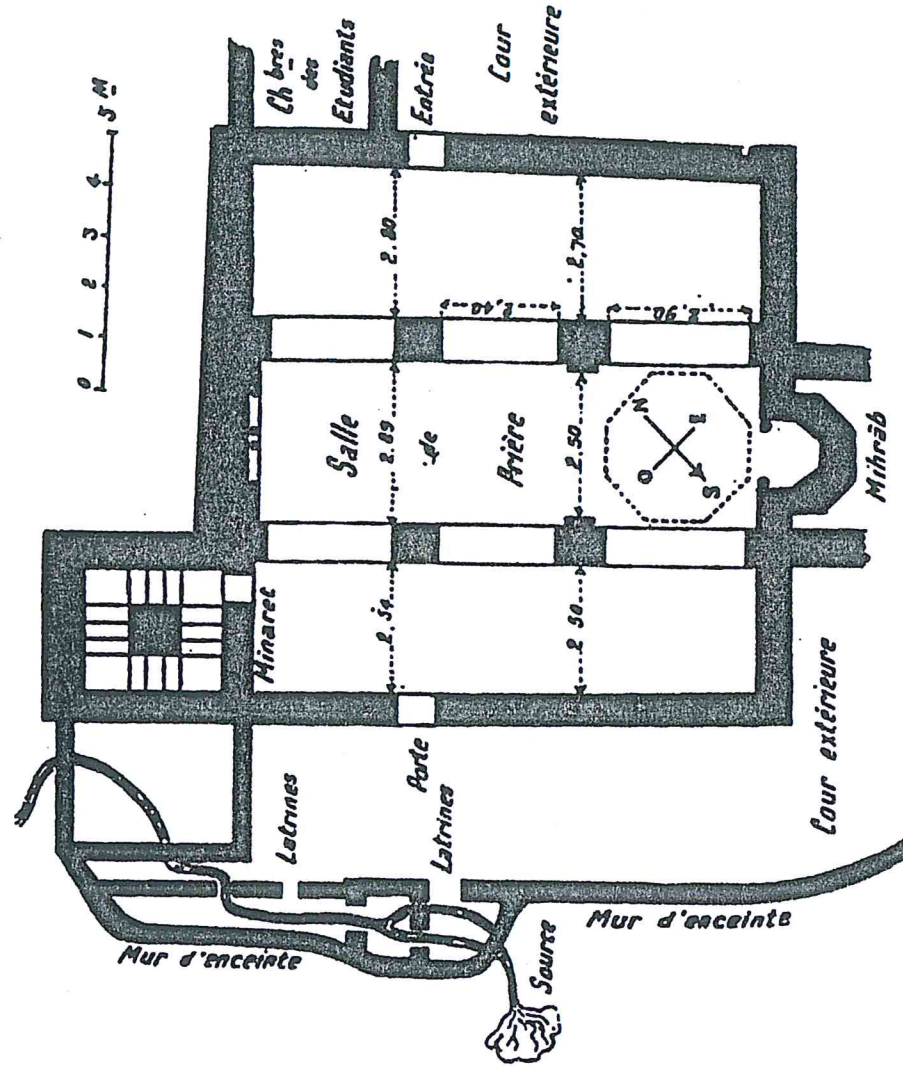 0 1 2 3 4 5 M
Ch bres
des
Etudiants
Entrée
Cour
extérieure
2.80
2,70
2,40
2,90
Salle
de
Prière
2.89
2.50
N
E
O
S
Mihrâb
Minaret
2,54
2 50
Porte
Latrines
Latrines
Cour extérieure
Mur d'enceinte
Mur d'enceinte
Source